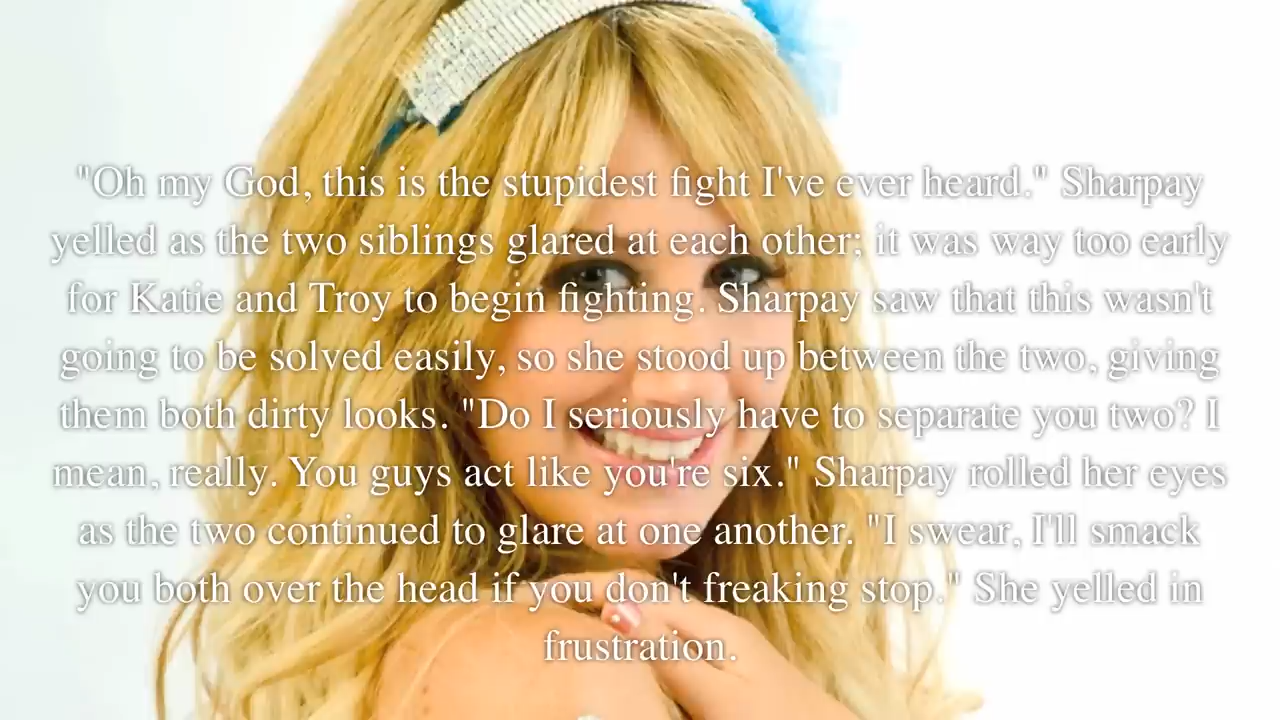 "Oh my God, this is the stupidest fight I've ever heard." Sharpay
yelled as the two siblings glared at each other; it was way too early
for Katie and Troy to begin fighting. Sharpay saw that this wasn't
going to be solved easily, so she stood up between the two, giving
them both dirty looks. "Do I seriously have to separate you two? I
mean, really. You guys act like you're six." Sharpay rolled her eyes
as the two continued to glare at one another. "I swear, I'll smack
you both over the head if you don't freaking stop." She yelled in
frustration.